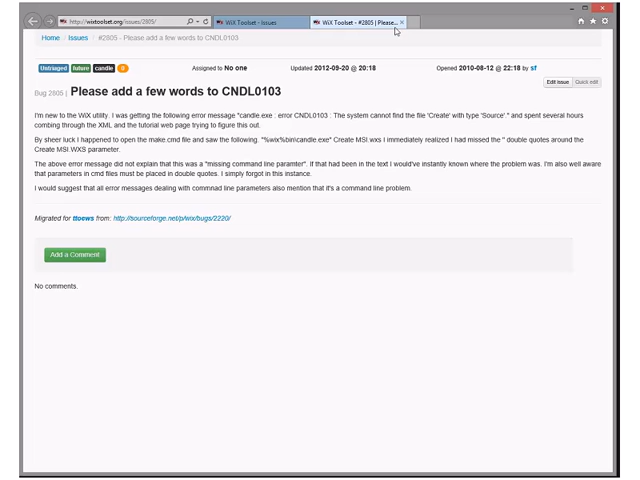 http://wixtoolset.org/issues/2805/
WiX Toolset - Issues
WiX Toolset - #2805 | Please...
Home / Issues / #2805 - Please add a few words to CNDL0103
Untriaged future candle 0
Assigned to No one
Updated 2012-09-20 @ 20:18
Opened 2010-08-12 @ 22:18 by sf
Edit issue Quick edit
Bug 2805 | Please add a few words to CNDL0103
I'm new to the WiX utility. I was getting the following error message "candle.exe : error CNDL0103 : The system cannot find the file 'Create' with type 'Source'." and spent several hours
combing through the XML and the tutorial web page trying to figure this out.
By sheer luck I happened to open the make.cmd file and saw the following. "%wix%bin\candle.exe" Create MSI.wxs I immediately realized I had missed the " double quotes around the
Create MSI.WXS parameter.
The above error message did not explain that this was a "missing command line paramter". If that had been in the text I would've instantly known where the problem was. I'm also well aware
that parameters in cmd files must be placed in double quotes. I simply forgot in this instance.
I would suggest that all error messages dealing with commnad line parameters also mention that it's a command line problem.
Migrated for ttoews from: http://sourceforge.net/p/wix/bugs/2220/
Add a Comment
No comments.